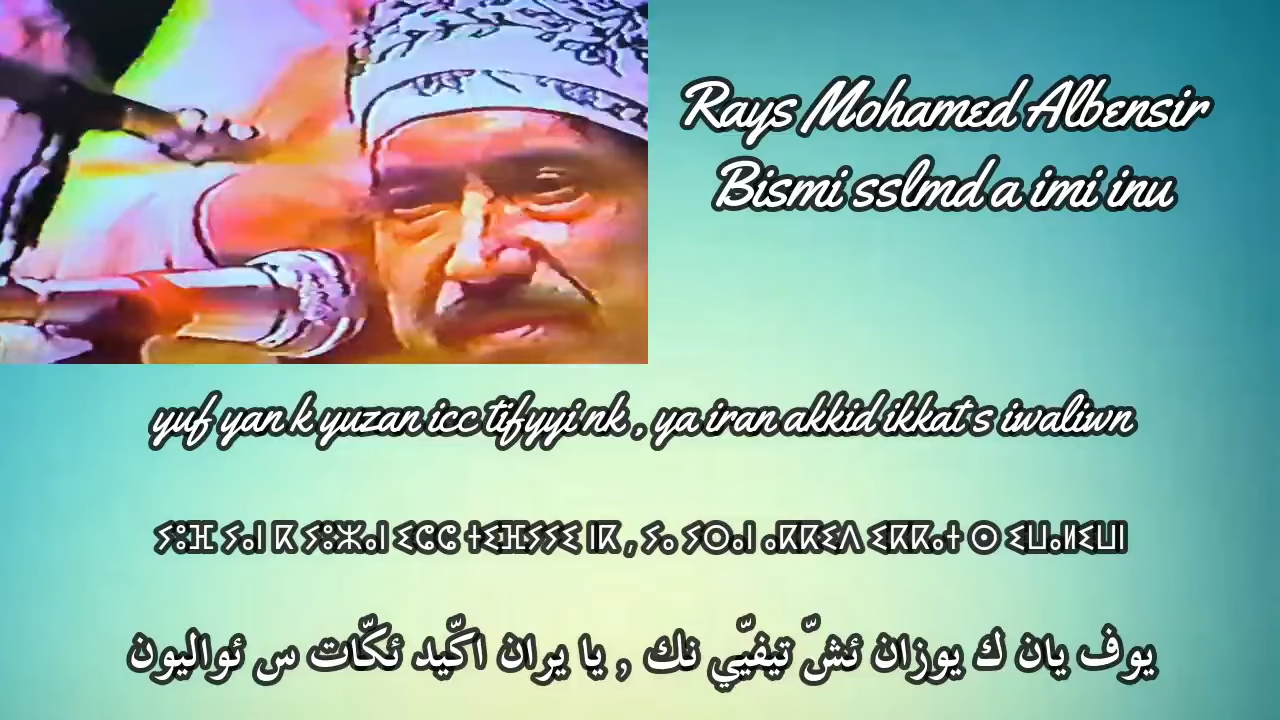 Rays Mohamed Albensir
Bismi sslmd a imi inu
yuf yan k yuzan icc tifyyi nk , ya iran akkid ikkat s iwaliwn
ⵢⵓⴼ ⵢⴰⵏ ⴽ ⵢⵓⵣⴰⵏ ⵉⵛⵛ ⵜⵉⴼⵢⵢⵉ ⵏⴽ , ⵢⴰ ⵢⵔⴰⵏ ⴰⴽⴽⵉⴷ ⵉⴽⴽⴰⵜ ⵙ ⵉⵡⴰⵍⵉⵡⵏ
يوف يان ك يوزان ئشّ تيفيّي نك , يا يران اكّيد ئكّات س ئواليون